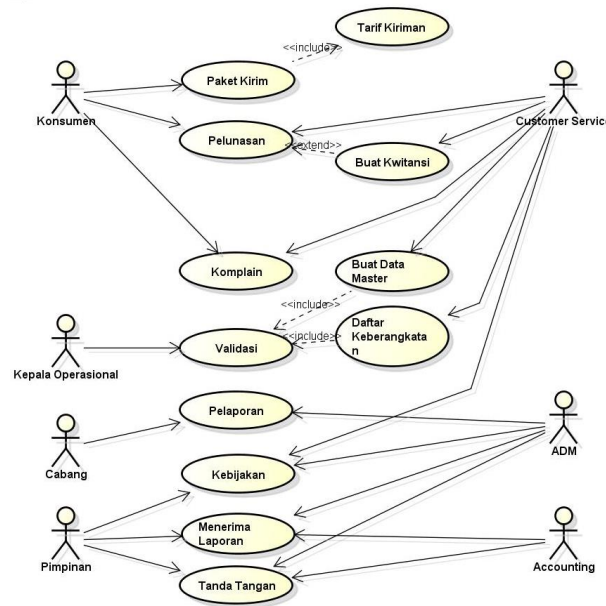 Tarif Kiriman
<<include>>
Paket Kirim
Konsumen
Customer Service
Pelunasan
<<extend>>
Buat Kwitansi
Komplain
Buat Data
Master
<<include>>
Daftar
Keberangkata
n
<<include>>
Validasi
Kepala Operasional
Pelaporan
Cabang
ADM
Kebijakan
Menerima
Laporan
Pimpinan
Accounting
Tanda Tangan